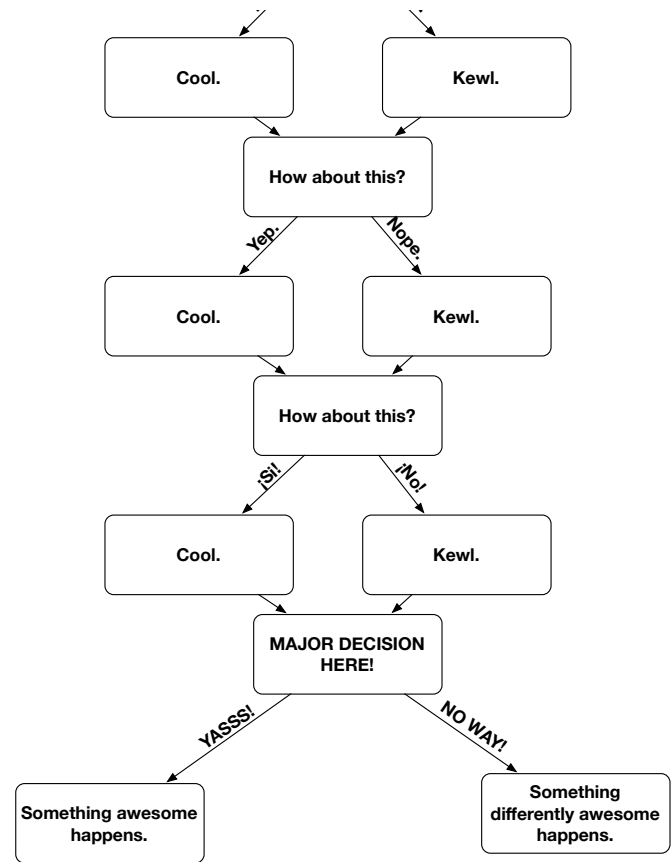 Cool.
Kewl.
How about this?
Yep.
Nope.
Cool.
Kewl.
How about this?
¡Si!
¡No!
Cool.
Kewl.
MAJOR DECISION
HERE!
YASSS!
NO WAY!
Something awesome
happens.
Something
differently awesome
happens.